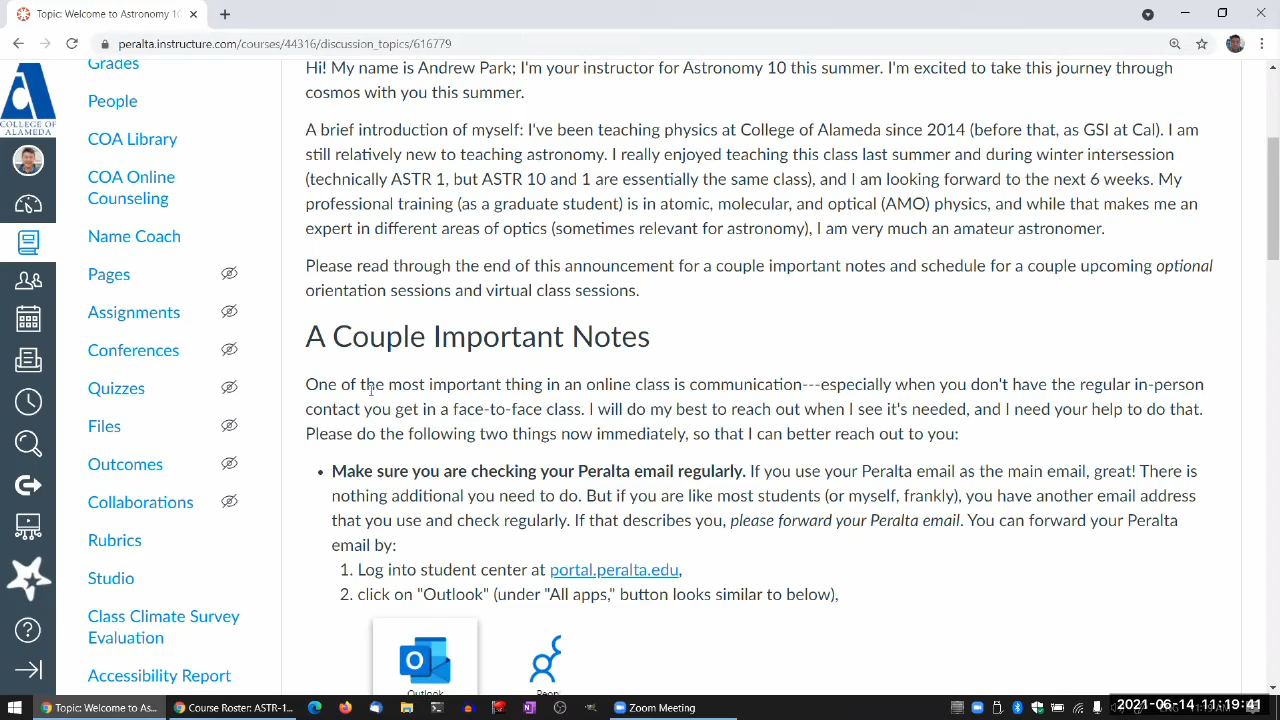 Topic: Welcome to Astronomy 10
peralta.instructure.com/courses/44316/discussion_topics/616779
COLLEGE OF
ALAMEDA
Grades
People
COA Library
COA Online
Counseling
Name Coach
Pages
Assignments
Conferences
Quizzes
Files
Outcomes
Collaborations
Rubrics
Studio
Class Climate Survey
Evaluation
Accessibility Report
Hi! My name is Andrew Park; I'm your instructor for Astronomy 10 this summer. I'm excited to take this journey through
cosmos with you this summer.
A brief introduction of myself: I've been teaching physics at College of Alameda since 2014 (before that, as GSI at Cal). I am
still relatively new to teaching astronomy. I really enjoyed teaching this class last summer and during winter intersession
(technically ASTR 1, but ASTR 10 and 1 are essentially the same class), and I am looking forward to the next 6 weeks. My
professional training (as a graduate student) is in atomic, molecular, and optical (AMO) physics, and while that makes me an
expert in different areas of optics (sometimes relevant for astronomy), I am very much an amateur astronomer.
Please read through the end of this announcement for a couple important notes and schedule for a couple upcoming optional
orientation sessions and virtual class sessions.
A Couple Important Notes
One of the most important thing in an online class is communication---especially when you don't have the regular in-person
contact you get in a face-to-face class. I will do my best to reach out when I see it's needed, and I need your help to do that.
Please do the following two things now immediately, so that I can better reach out to you:
• Make sure you are checking your Peralta email regularly. If you use your Peralta email as the main email, great! There is
nothing additional you need to do. But if you are like most students (or myself, frankly), you have another email address
that you use and check regularly. If that describes you, please forward your Peralta email. You can forward your Peralta
email by:
1. Log into student center at portal.peralta.edu,
2. click on "Outlook" (under "All apps," button looks similar to below),
Outlook
Topic: Welcome to As...
Course Roster: ASTR-1...
Zoom Meeting
2021-06-14 11:19:41